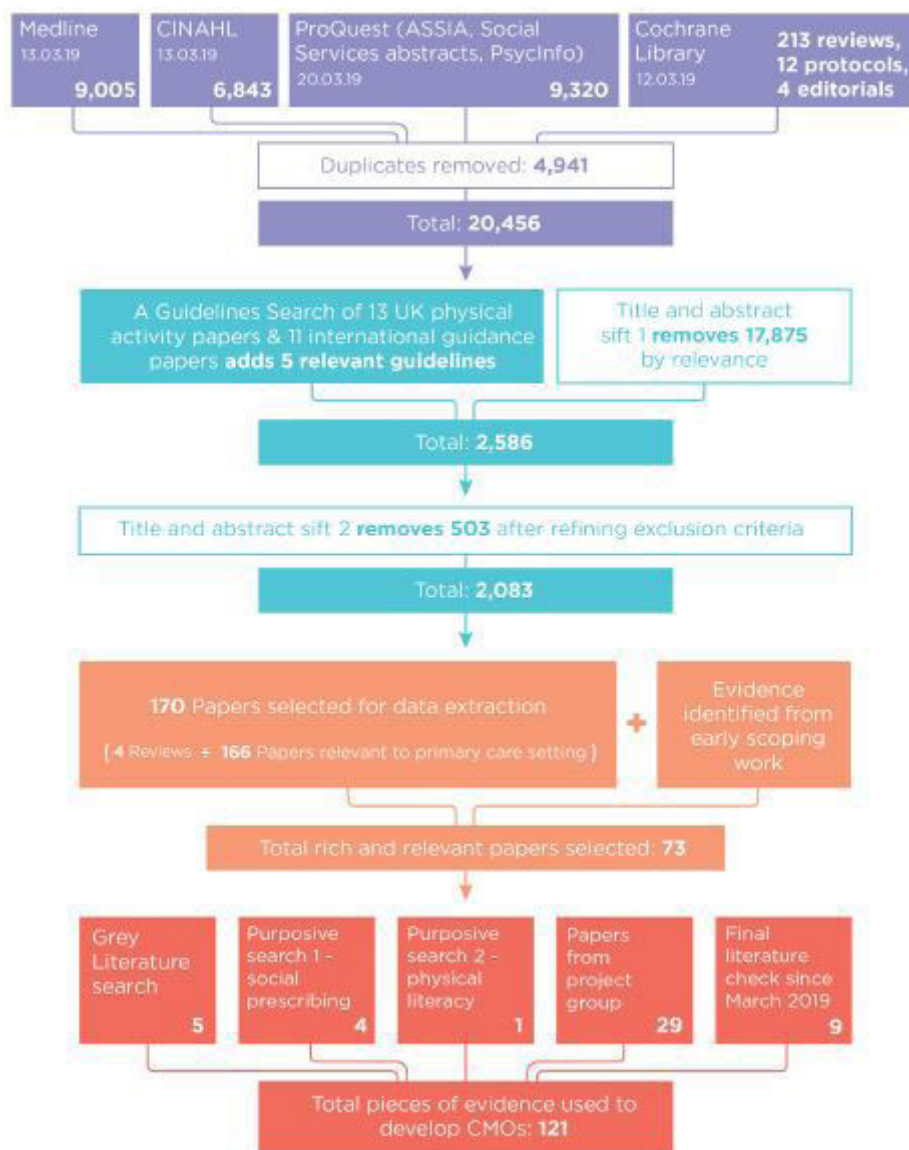 Medline
13.03.19
9,005
CINAHL
13.03.19
6,843
ProQuest (ASSIA, Social
Services abstracts, PsycInfo)
20.03.19
9,320
Cochrane
Library
12.03.19
213 reviews,
12 protocols,
4 editorials
Duplicates removed: 4,941
Total: 20,456
A Guidelines Search of 13 UK physical
activity papers & 11 international guidance
papers adds 5 relevant guidelines
Title and abstract
sift 1 removes 17,875
by relevance
Total: 2,586
Title and abstract sift 2 removes 503 after refining exclusion criteria
Total: 2,083
170 Papers selected for data extraction
( 4 Reviews + 166 Papers relevant to primary care setting )
+
Evidence
identified from
early scoping
work
Total rich and relevant papers selected: 73
Grey
Literature
search
5
Purposive
search 1 -
social
prescribing
4
Purposive
search 2 -
physical
literacy
1
Papers
from
project
group
29
Final
literature
check since
March 2019
9
Total pieces of evidence used to
develop CMOs: 121